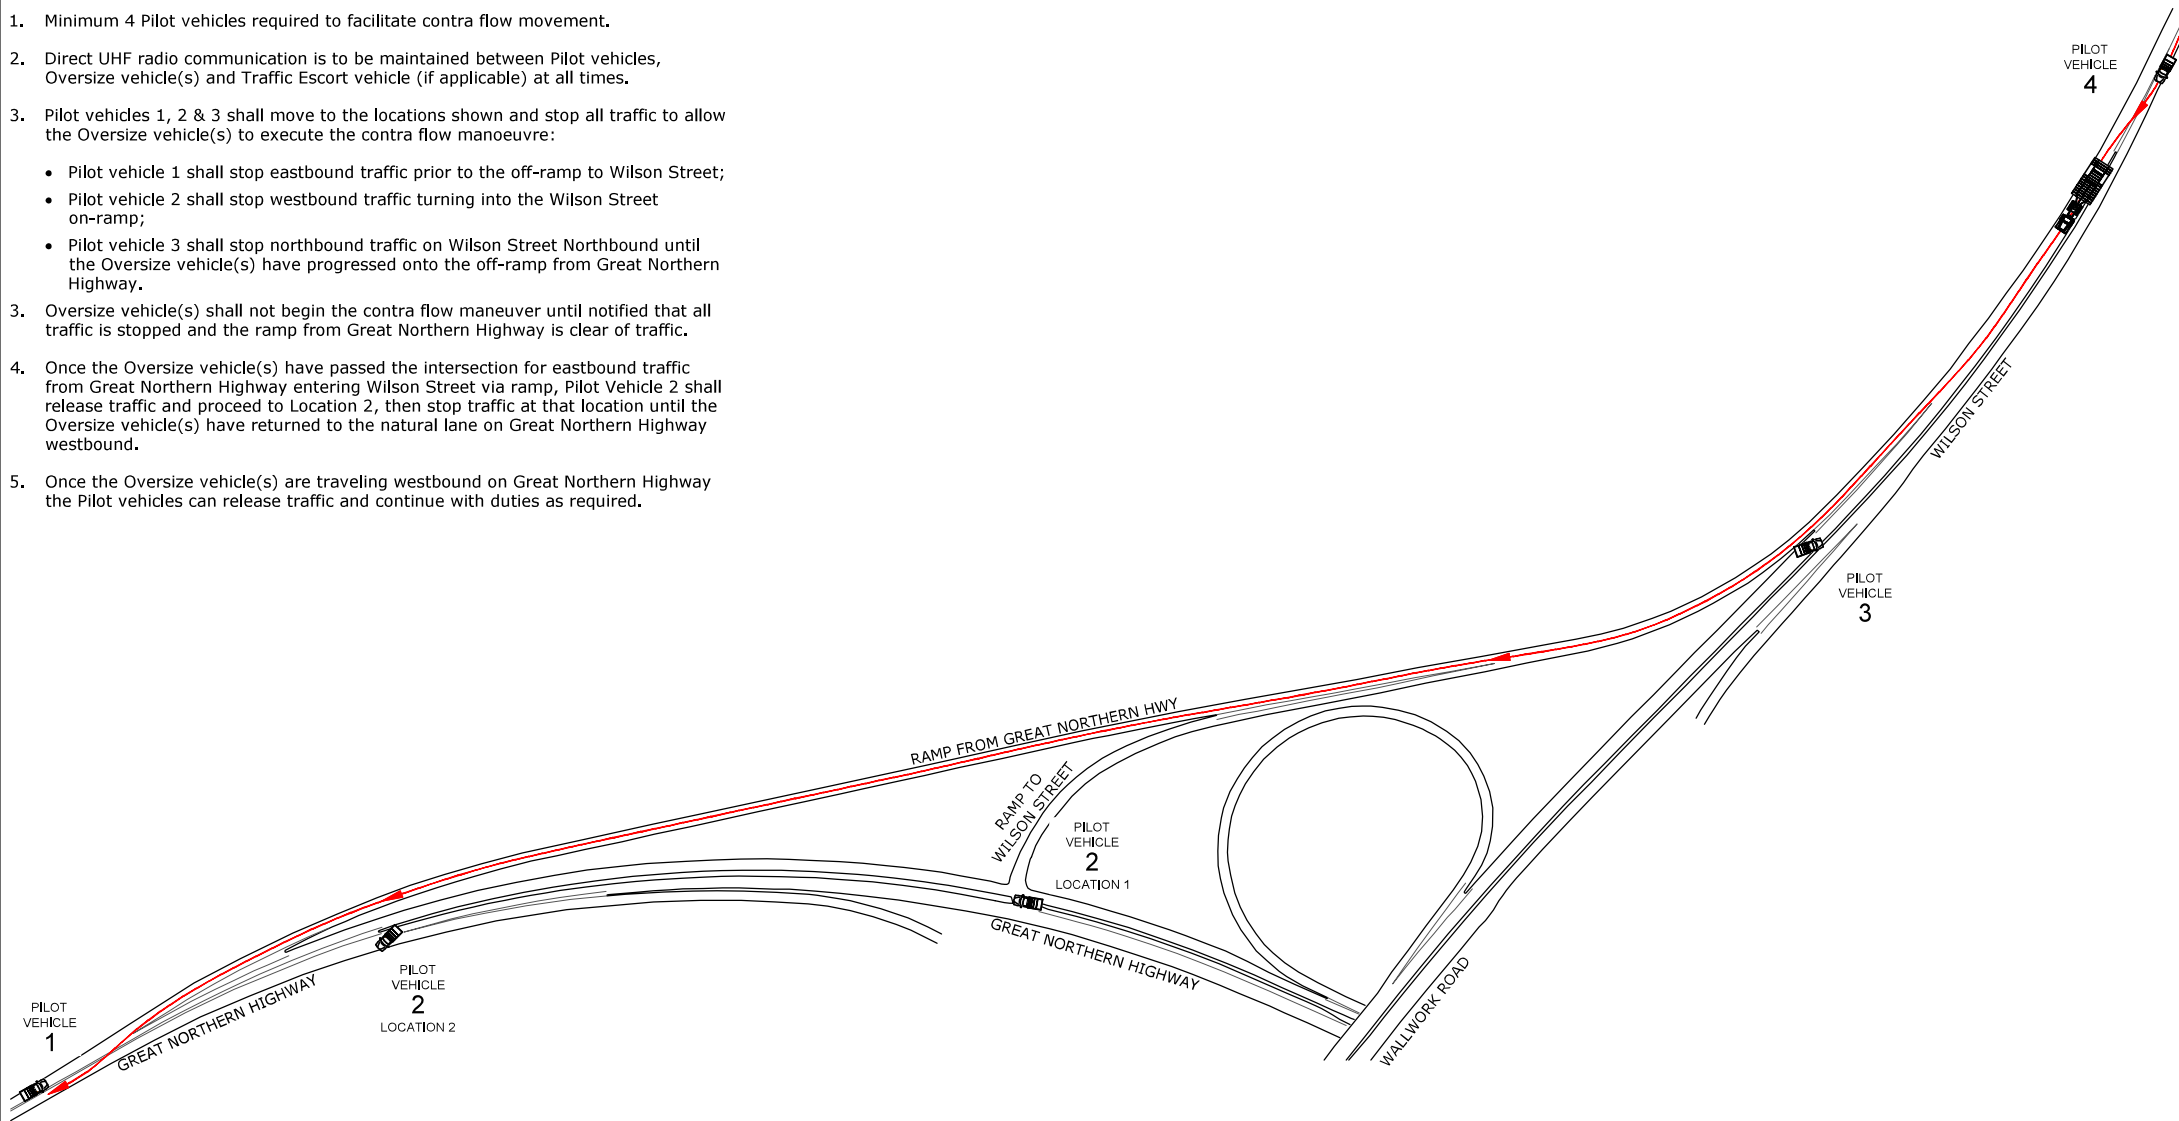 1. Minimum 4 Pilot vehicles required to facilitate contra flow movement.
2. Direct UHF radio communication is to be maintained between Pilot vehicles,
Oversize vehicle(s) and Traffic Escort vehicle (if applicable) at all times.
3. Pilot vehicles 1, 2 & 3 shall move to the locations shown and stop all traffic to allow
the Oversize vehicle(s) to execute the contra flow manoeuvre:
• Pilot vehicle 1 shall stop eastbound traffic prior to the off-ramp to Wilson Street;
• Pilot vehicle 2 shall stop westbound traffic turning into the Wilson Street
on-ramp;
• Pilot vehicle 3 shall stop northbound traffic on Wilson Street Northbound until
the Oversize vehicle(s) have progressed onto the off-ramp from Great Northern
Highway.
3. Oversize vehicle(s) shall not begin the contra flow maneuver until notified that all
traffic is stopped and the ramp from Great Northern Highway is clear of traffic.
4. Once the Oversize vehicle(s) have passed the intersection for eastbound traffic
from Great Northern Highway entering Wilson Street via ramp, Pilot Vehicle 2 shall
release traffic and proceed to Location 2, then stop traffic at that location until the
Oversize vehicle(s) have returned to the natural lane on Great Northern Highway
westbound.
5. Once the Oversize vehicle(s) are traveling westbound on Great Northern Highway
the Pilot vehicles can release traffic and continue with duties as required.
PILOT
VEHICLE
4
WILSON STREET
PILOT
VEHICLE
3
RAMP FROM GREAT NORTHERN HWY
RAMP TO
WILSON STREET
PILOT
VEHICLE
2
LOCATION 1
GREAT NORTHERN HIGHWAY
WALLWORK ROAD
PILOT
VEHICLE
2
LOCATION 2
GREAT NORTHERN HIGHWAY
PILOT
VEHICLE
1